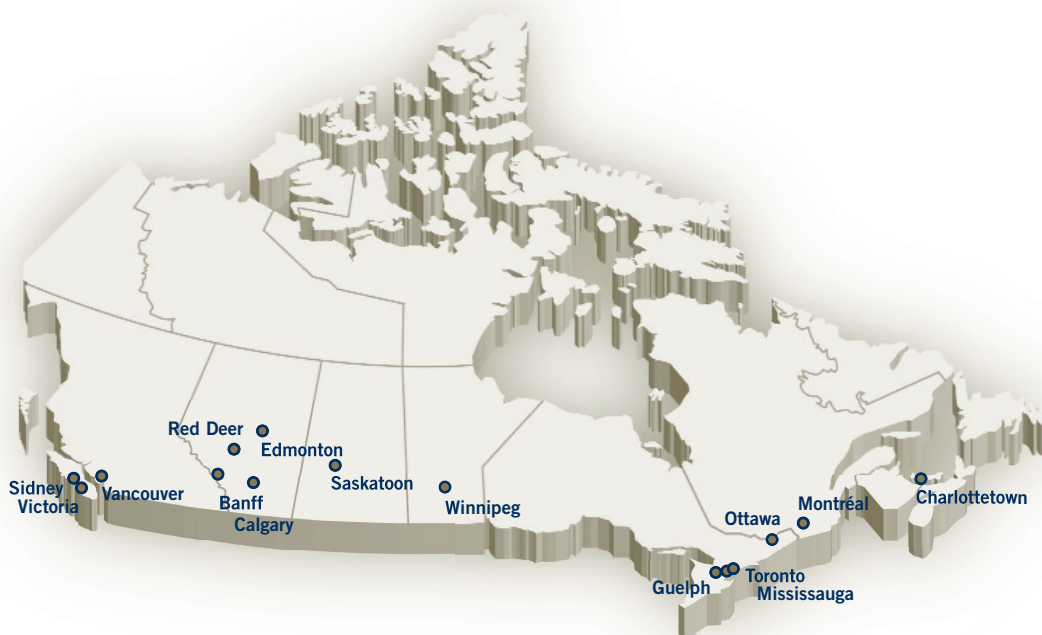 Red Deer
Edmonton
Sidney
Victoria
Vancouver
Banff
Calgary
Saskatoon
Winnipeg
Ottawa
Montréal
Charlottetown
Guelph
Toronto
Mississauga